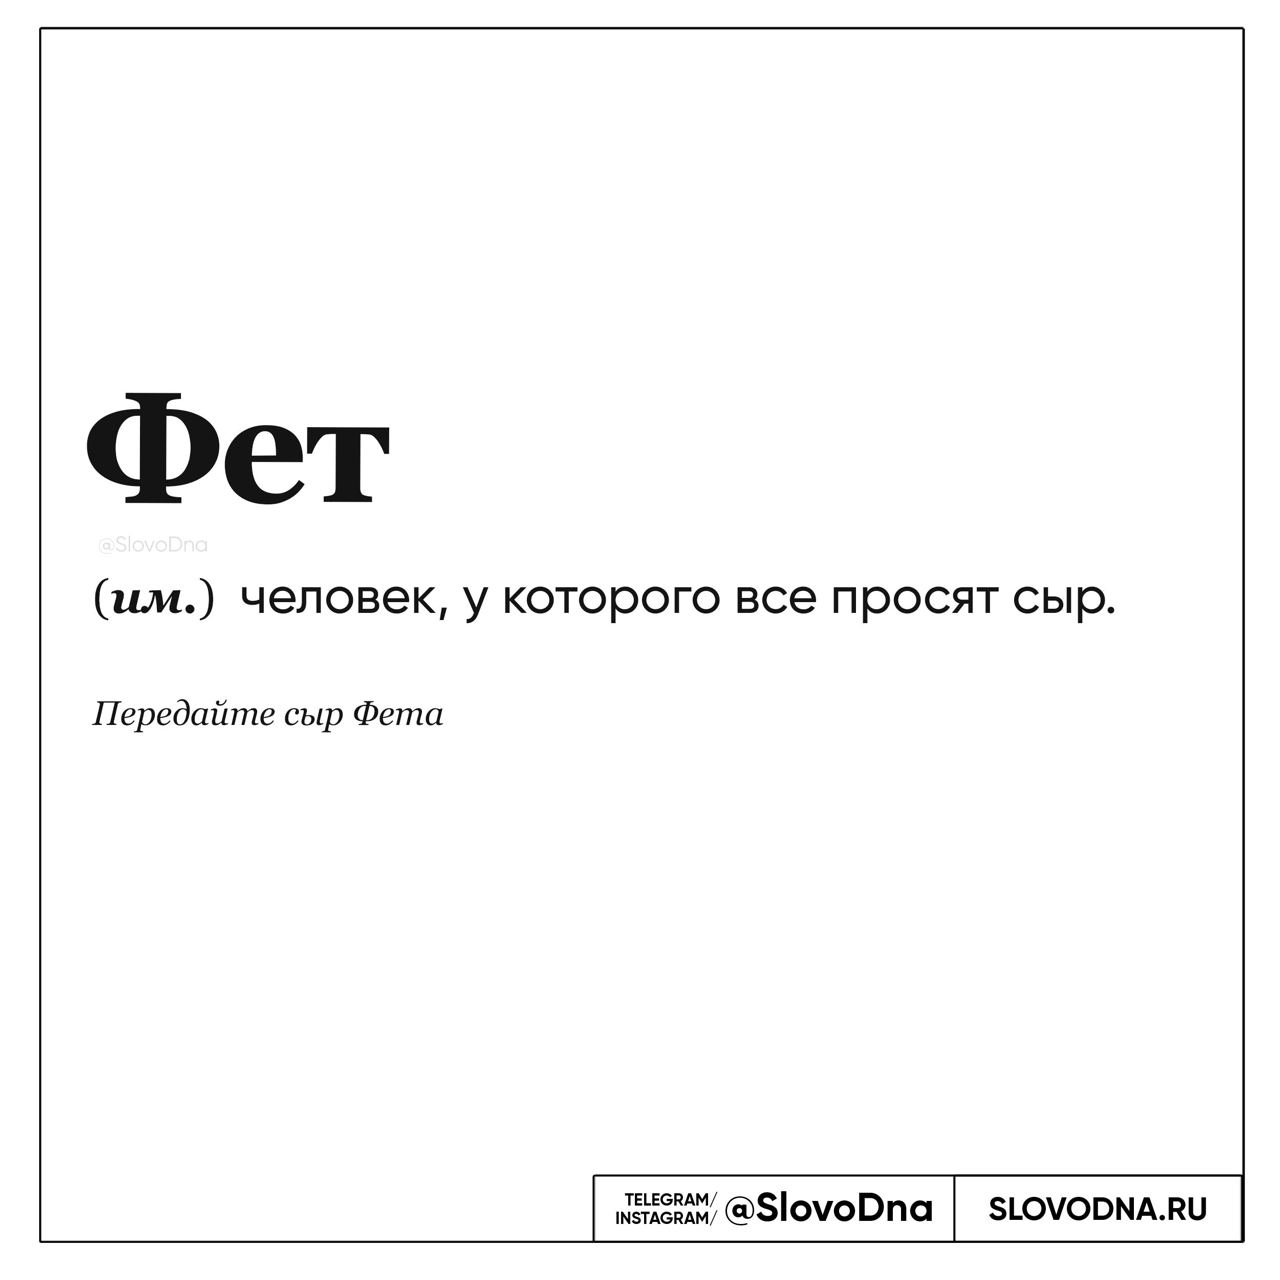 Фет
@SlovoDna
(им.) человек, у которого все просят сыр.
Передайте сыр Фета
TELEGRAM/
INSTAGRAM/
@SlovoDna
SLOVODNA.RU